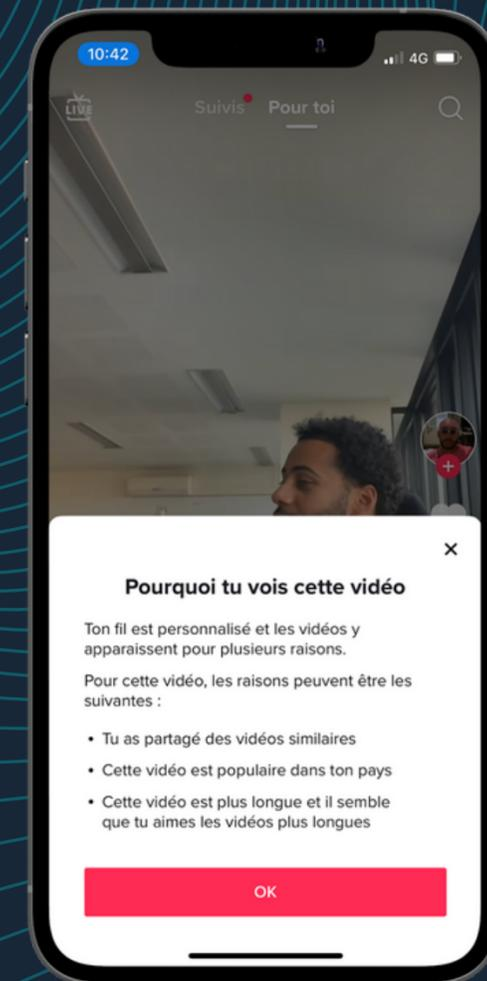 10:42
4G
LIVE
Suivis
Pour toi
Pourquoi tu vois cette vidéo
Ton fil est personnalisé et les vidéos y
apparaissent pour plusieurs raisons.
Pour cette vidéo, les raisons peuvent être les
suivantes :
• Tu as partagé des vidéos similaires
• Cette vidéo est populaire dans ton pays
• Cette vidéo est plus longue et il semble
que tu aimes les vidéos plus longues
OK